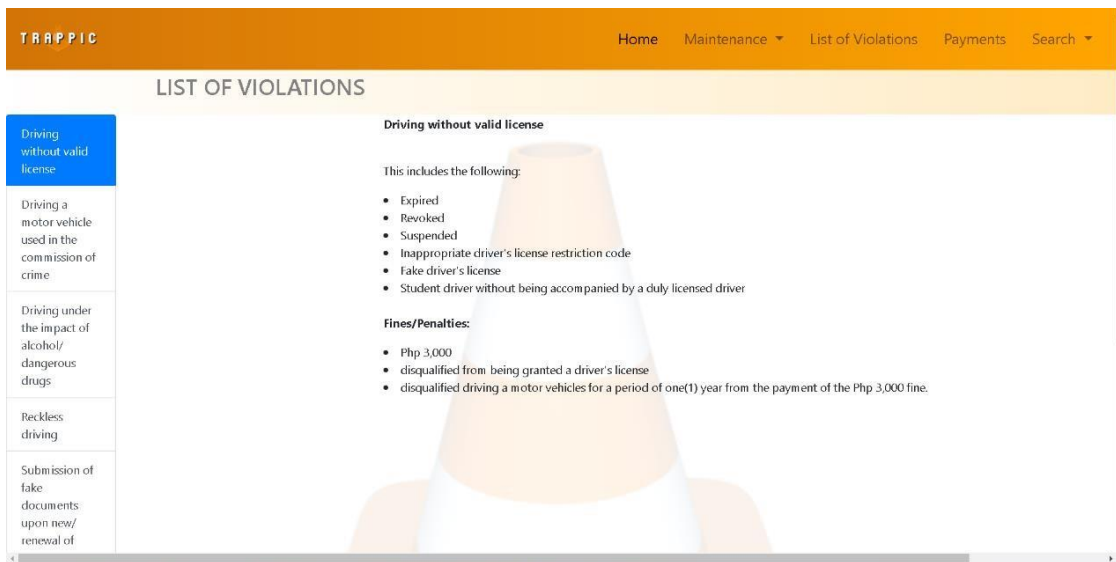 TRAPPIC
Home Maintenance List of Violations Payments Search
LIST OF VIOLATIONS
Driving
without valid
license
Driving a
motor vehicle
used in the
commission of
crime
Driving under
the impact of
alcohol/
dangerous
drugs
Reckless
driving
Submission of
fake
documents
upon new/
renewal of
Driving without valid license
This includes the following:
• Expired
• Revoked
• Suspended
• Inappropriate driver's license restriction code
• Fake driver's license
• Student driver without being accompanied by a duly licensed driver
Fines/Penalties:
• Php 3,000
• disqualified from being granted a driver's license
• disqualified driving a motor vehicles for a period of one(1) year from the payment of the Php 3,000 fine.